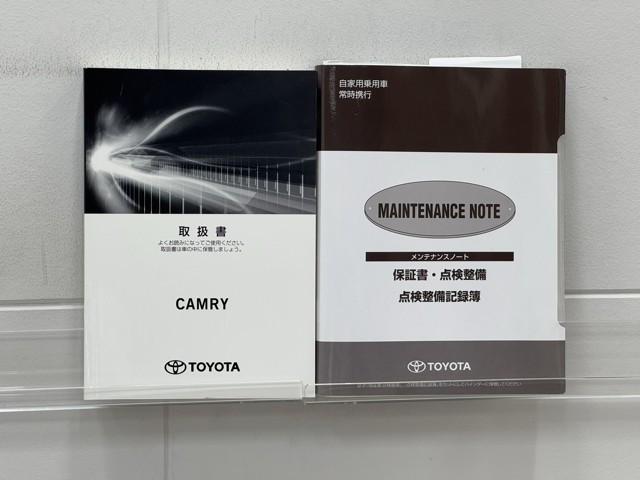 取扱書
よくお読みになってご使用ください。
取扱書は車の中に保管しましょう。
CAMRY
TOYOTA
自家用乗用車
常時携行
MAINTENANCE NOTE
メンテナンスノート
保証書・点検整備
点検整備記録簿
TOYOTA